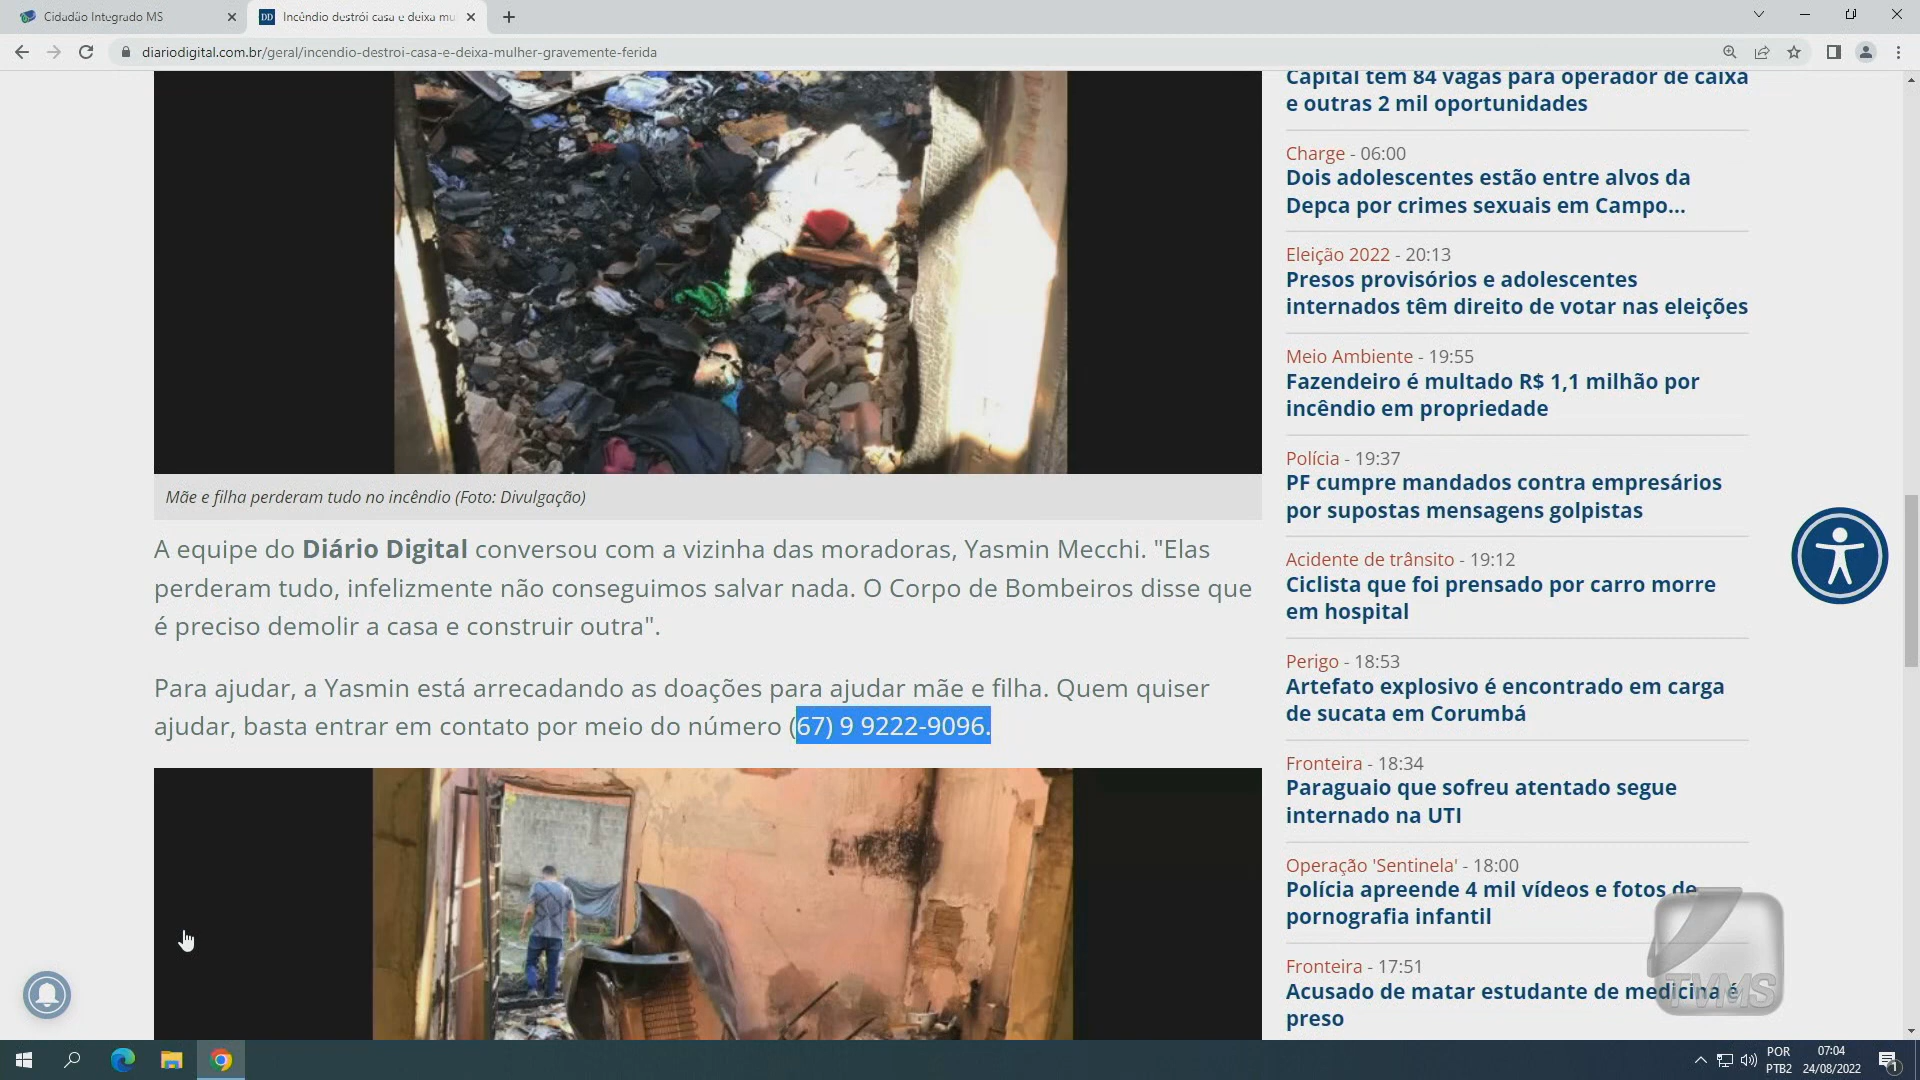 Cidadão Integrado MS
Incêndio destrói casa e deixa mu
diariodigital.com.br/geral/incendio-destroi-casa-e-deixa-mulher-gravemente-ferida
Mãe e filha perderam tudo no incêndio (Foto: Divulgação)
A equipe do Diário Digital conversou com a vizinha das moradoras, Yasmin Mecchi. "Elas
perderam tudo, infelizmente não conseguimos salvar nada. O Corpo de Bombeiros disse que
é preciso demolir a casa e construir outra".
Para ajudar, a Yasmin está arrecadando as doações para ajudar mãe e filha. Quem quiser
ajudar, basta entrar em contato por meio do número (67) 9 9222-9096.
Capital tem 84 vagas para operador de caixa
e outras 2 mil oportunidades
Charge - 06:00
Dois adolescentes estão entre alvos da
Depca por crimes sexuais em Campo...
Eleição 2022 - 20:13
Presos provisórios e adolescentes
internados têm direito de votar nas eleições
Meio Ambiente - 19:55
Fazendeiro é multado R$ 1,1 milhão por
incêndio em propriedade
Polícia - 19:37
PF cumpre mandados contra empresários
por supostas mensagens golpistas
Acidente de trânsito - 19:12
Ciclista que foi prensado por carro morre
em hospital
Perigo - 18:53
Artefato explosivo é encontrado em carga
de sucata em Corumbá
Fronteira - 18:34
Paraguaio que sofreu atentado segue
internado na UTI
Operação 'Sentinela' - 18:00
Polícia apreende 4 mil vídeos e fotos de
pornografia infantil
Fronteira - 17:51
Acusado de matar estudante de medicina é
preso
TVMS
POR
PTB2
07:04
24/08/2022
1